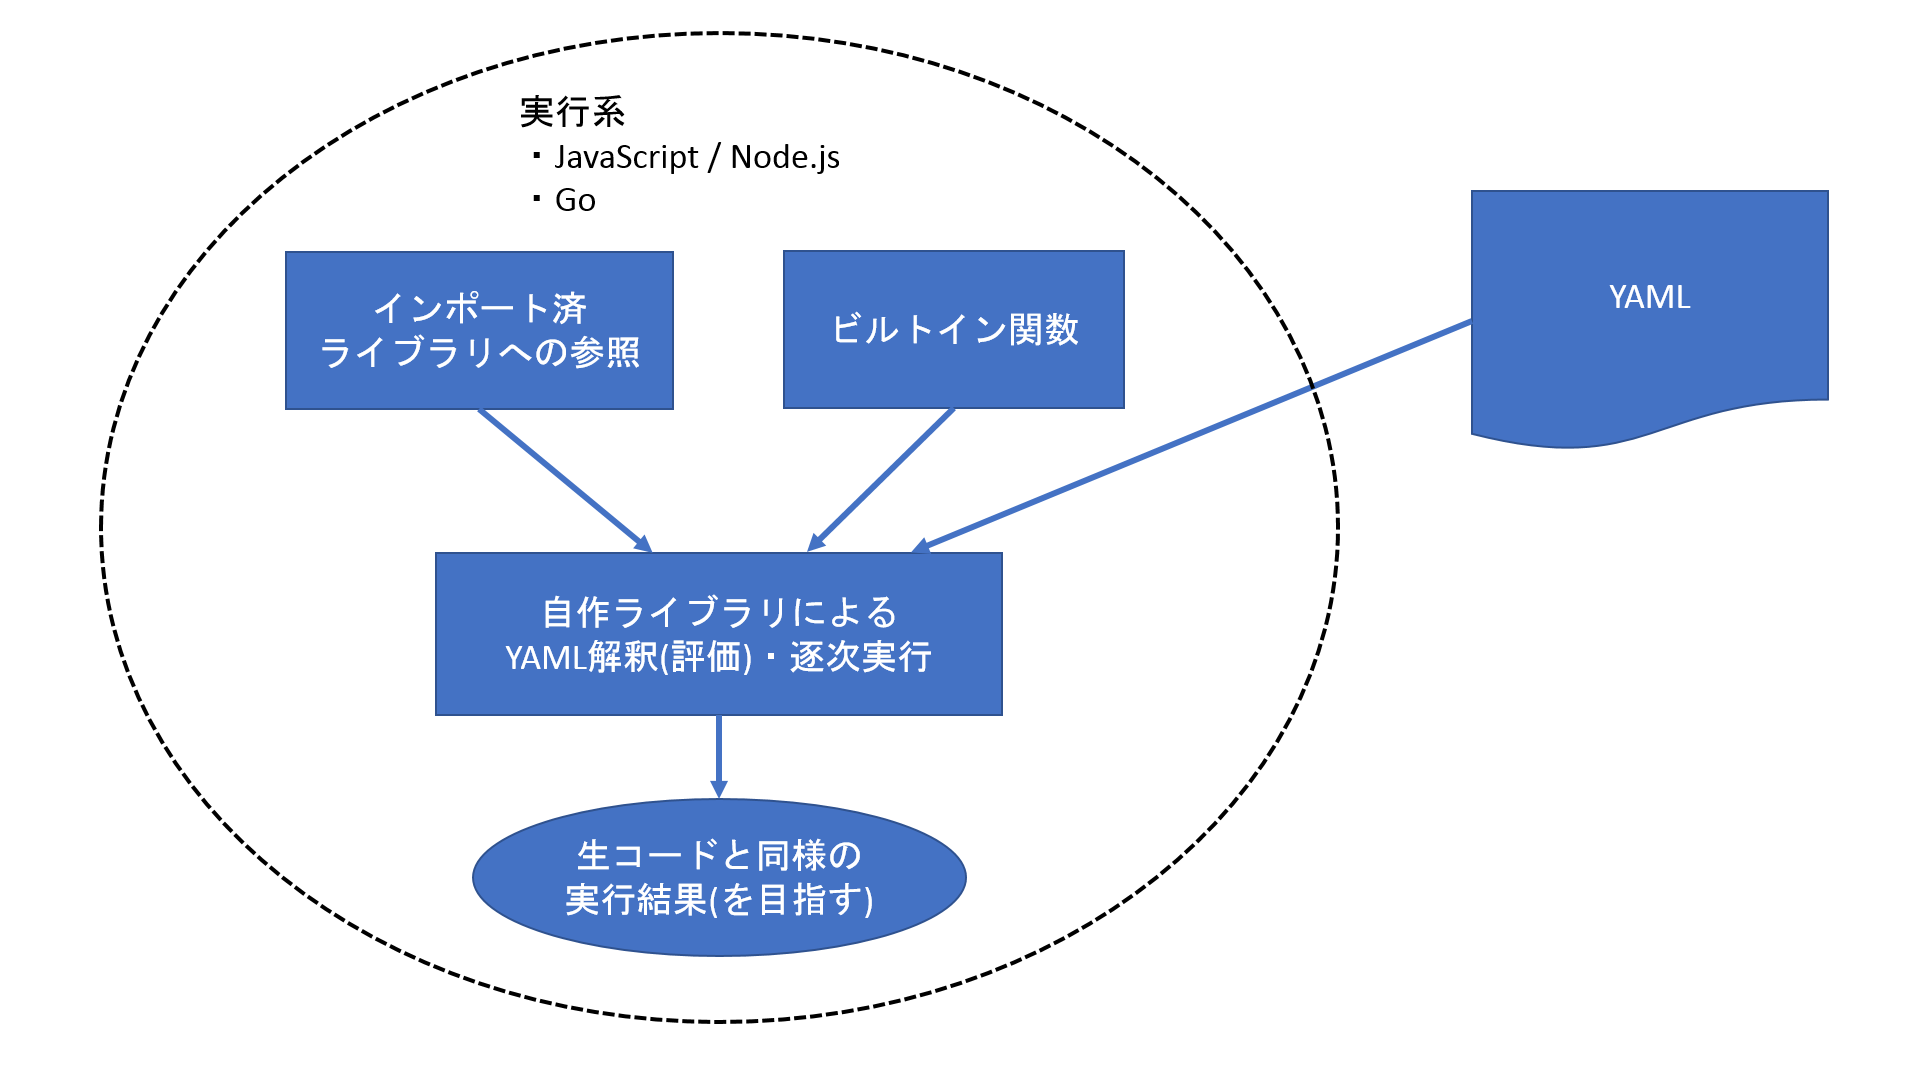 実行系
・JavaScript / Node.js
・Go
インポート済
ライブラリへの参照
ビルトイン関数
YAML
自作ライブラリによる
YAML解釈(評価)・逐次実行
生コードと同様の
実行結果(を目指す)